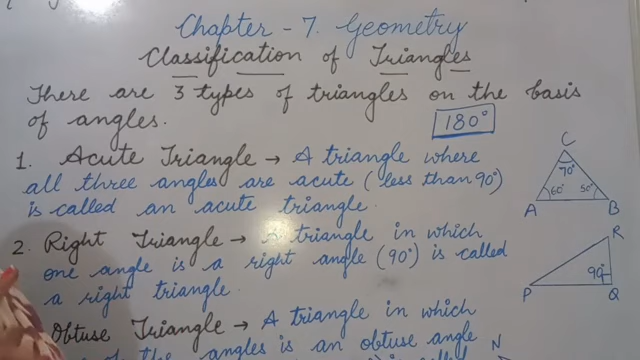 Chapter - 7. Geometry
Classification of Triangles
There are 3 types of triangles on the basis
of angles.
180°
1. Acute Triangle → A triangle where
all three angles are acute (less than 90°)
is called an acute triangle.
C
70°
60°
50°
A
B
2. Right Triangle → A triangle in which
one angle is a right angle (90°) is called
a right triangle.
R
90°
P
Q
Obtuse Triangle → A triangle in which
of the angles is an obtuse angle
N